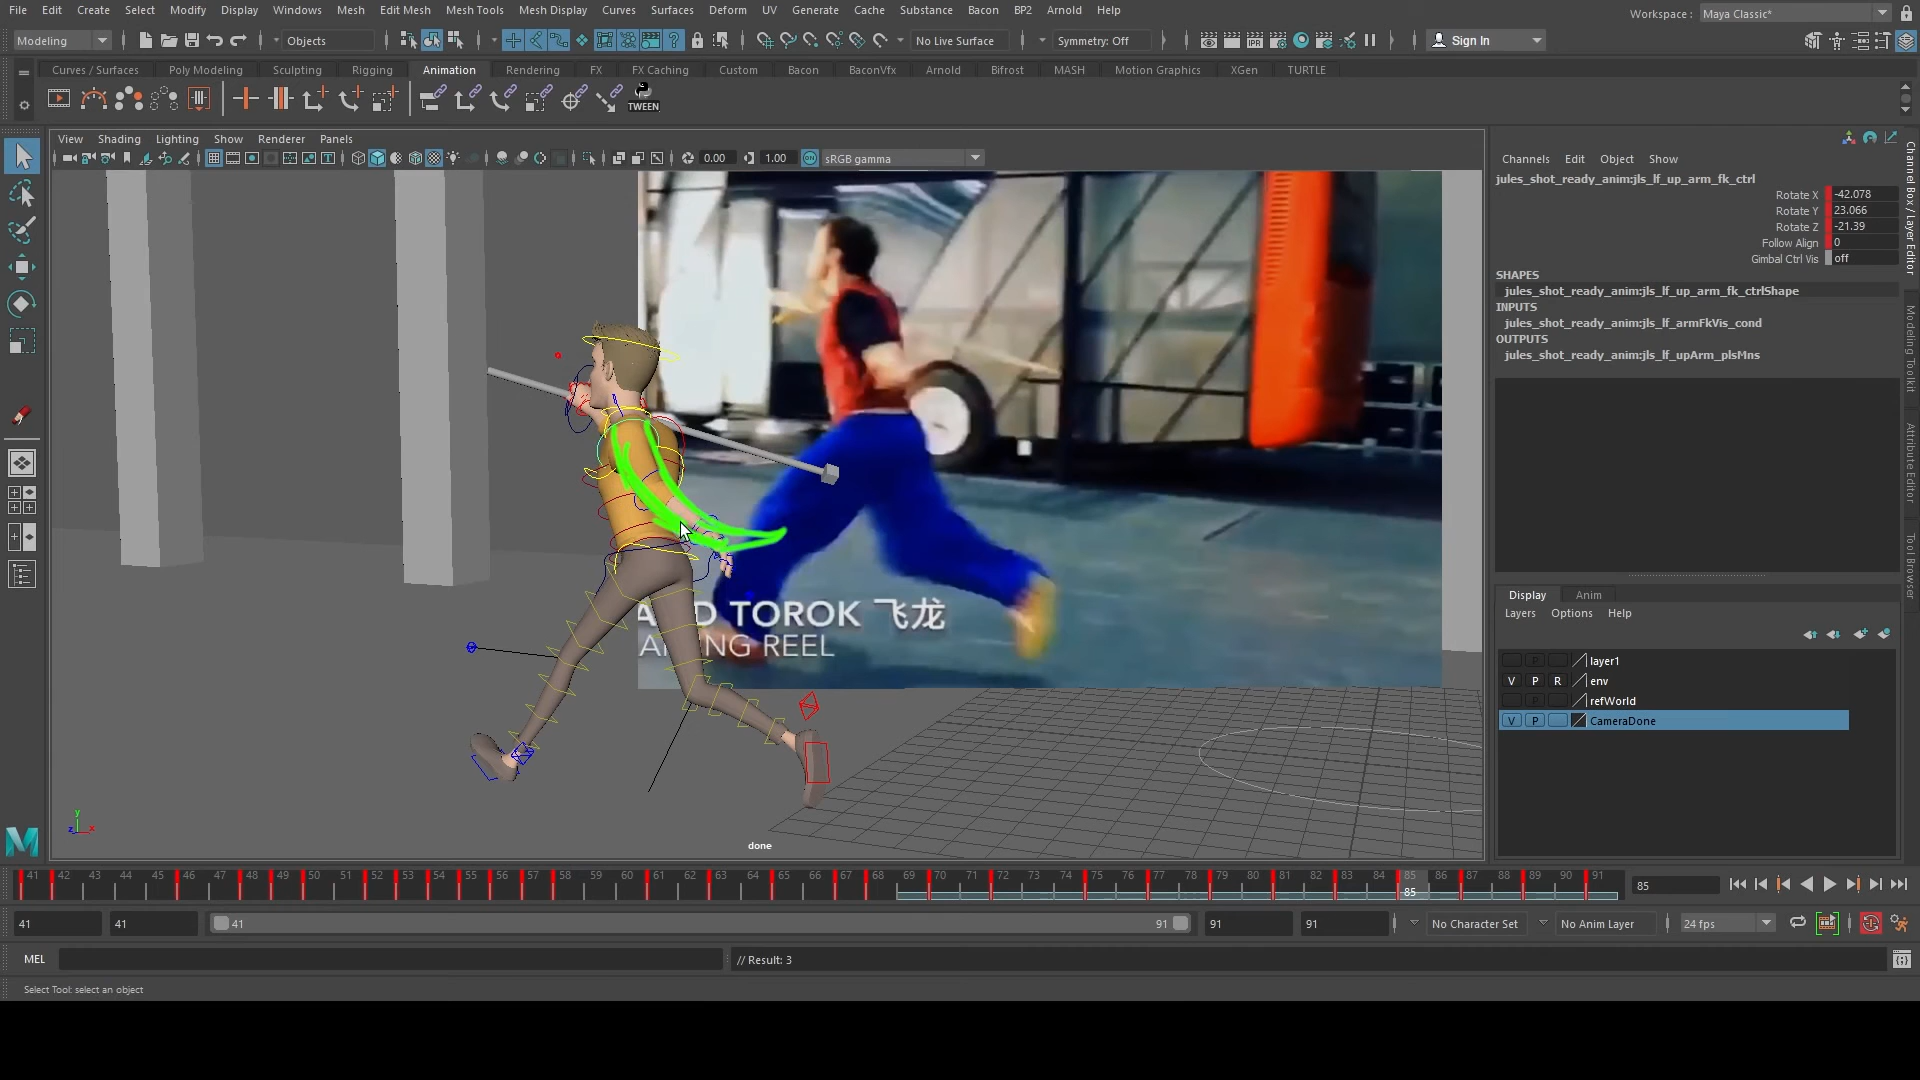 File Edit Create Select Modify Display Windows Mesh Edit Mesh Mesh Tools Mesh Display Curves Surfaces Deform UV Generate Cache Substance Bacon BP2 Arnold Help
Workspace : Maya Classic*
Modeling Objects No Live Surface Symmetry: Off Sign In
Curves / Surfaces Poly Modeling Sculpting Rigging Animation Rendering FX FX Caching Custom Bacon BaconVfx Arnold Bifrost MASH Motion Graphics XGen TURTLE
TWEEN
View Shading Lighting Show Renderer Panels
0.00 1.00 sRGB gamma
Channels Edit Object Show
jules_shot_ready_anim:jls_lf_up_arm_fk_ctrl
Rotate X -42.078
Rotate Y 23.066
Rotate Z -21.39
Follow Align 0
Gimbal Ctrl Vis off
SHAPES
jules_shot_ready_anim:jls_lf_up_arm_fk_ctrlShape
INPUTS
jules_shot_ready_anim:jls_lf_armFkVis_cond
OUTPUTS
jules_shot_ready_anim:jls_lf_upArm_plsMns
Channel Box / Layer Editor
Modeling Toolkit
Attribute Editor
Tool Browser
TOROK 飞龙
REEL
Display Anim
Layers Options Help
layer1
V P R env
refWorld
V P CameraDone
done
41 42 43 44 45 46 47 48 49 50 51 52 53 54 55 56 57 58 59 60 61 62 63 64 65 66 67 68 69 70 71 72 73 74 75 76 77 78 79 80 81 82 83 84 85 86 87 88 89 90 91
85
85
41 41 41 91 91 91 No Character Set No Anim Layer 24 fps
MEL // Result: 3
Select Tool: select an object